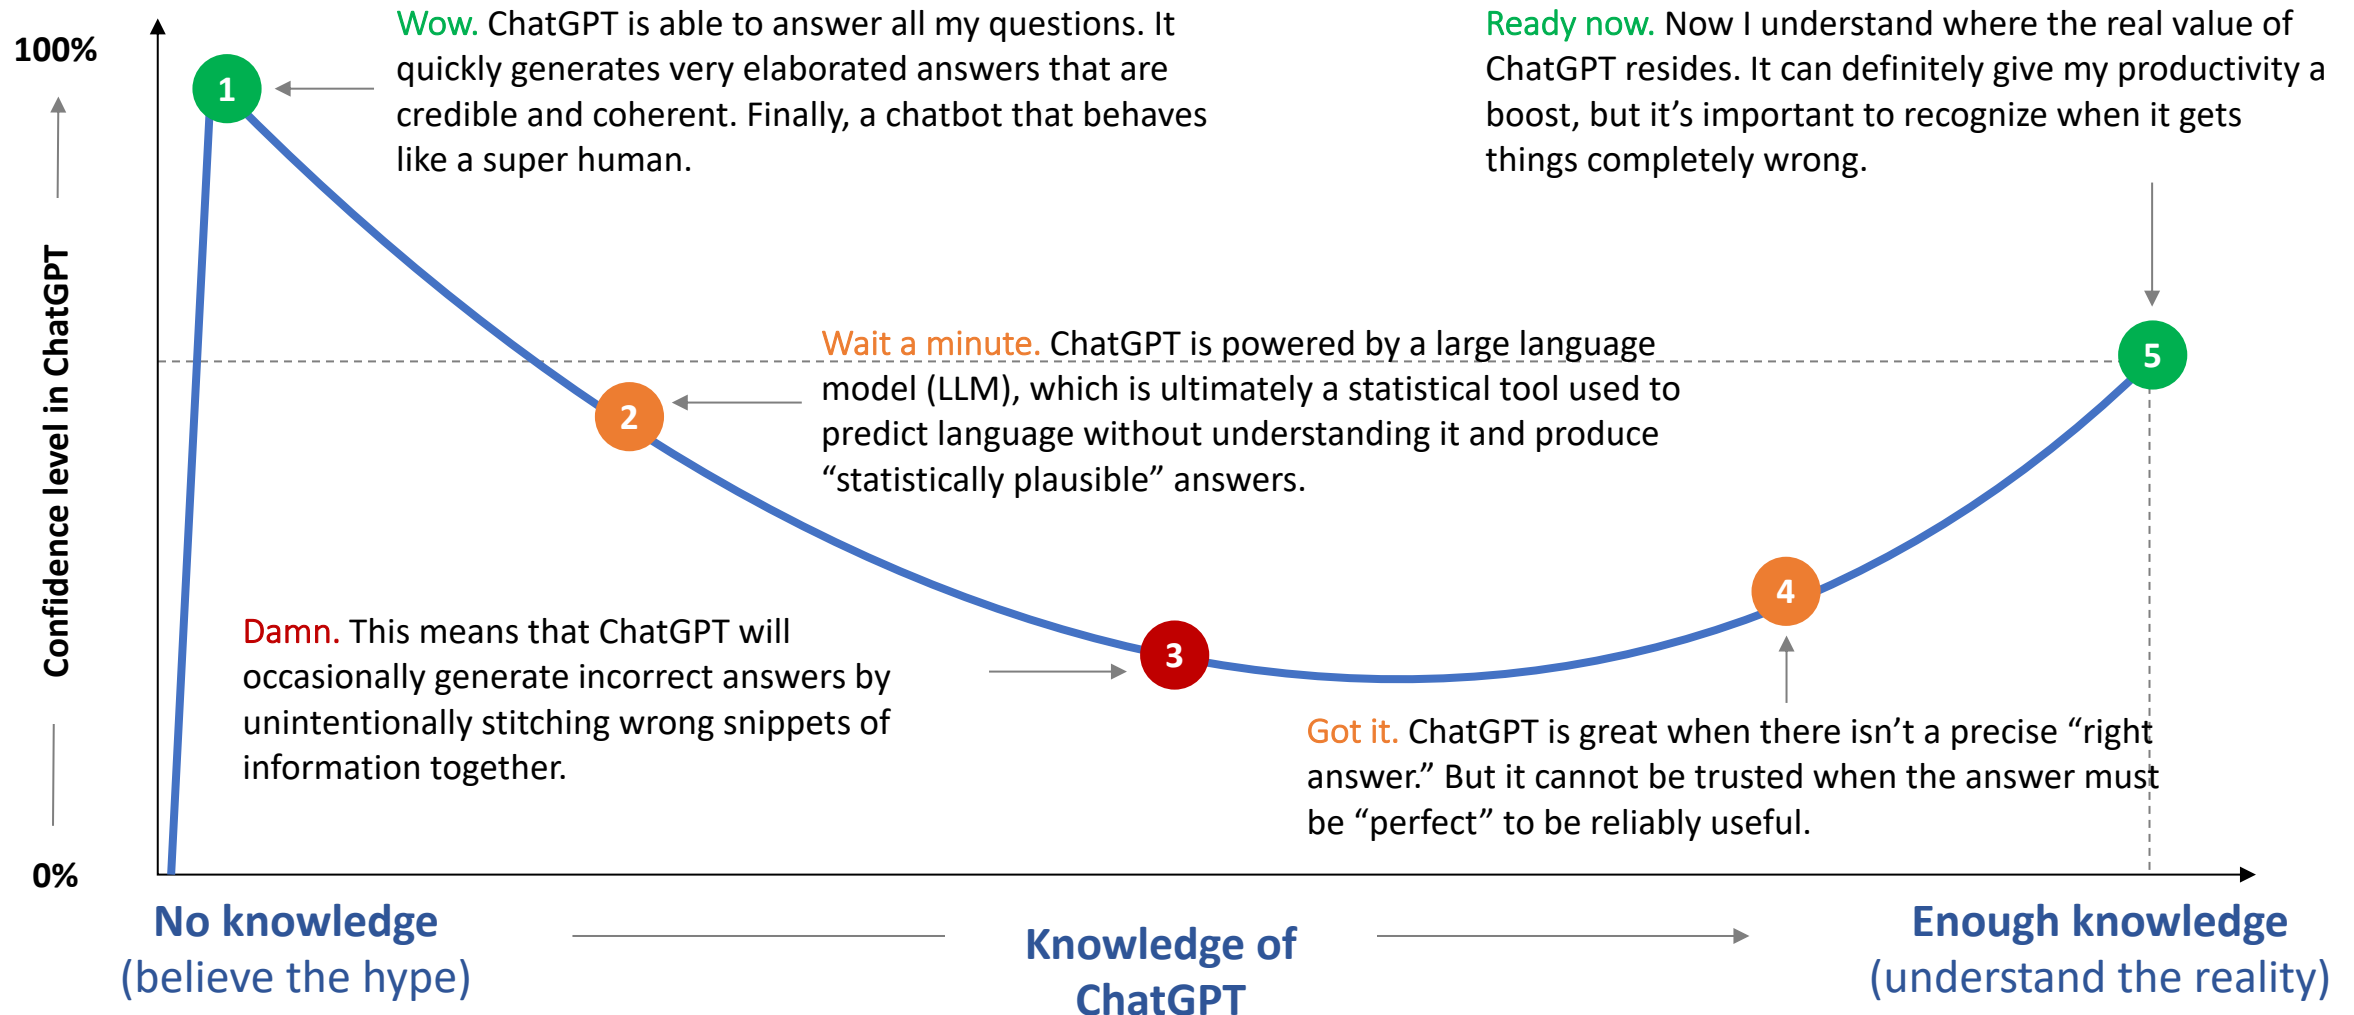 100%
Confidence level in ChatGPT
0%
1
Wow. ChatGPT is able to answer all my questions. It
quickly generates very elaborated answers that are
credible and coherent. Finally, a chatbot that behaves
like a super human.
Ready now. Now I understand where the real value of
ChatGPT resides. It can definitely give my productivity a
boost, but it’s important to recognize when it gets
things completely wrong.
2
Wait a minute. ChatGPT is powered by a large language
model (LLM), which is ultimately a statistical tool used to
predict language without understanding it and produce
“statistically plausible” answers.
5
Damn. This means that ChatGPT will
occasionally generate incorrect answers by
unintentionally stitching wrong snippets of
information together.
3
4
Got it. ChatGPT is great when there isn’t a precise “right
answer.” But it cannot be trusted when the answer must
be “perfect” to be reliably useful.
No knowledge
(believe the hype)
Knowledge of
ChatGPT
Enough knowledge
(understand the reality)